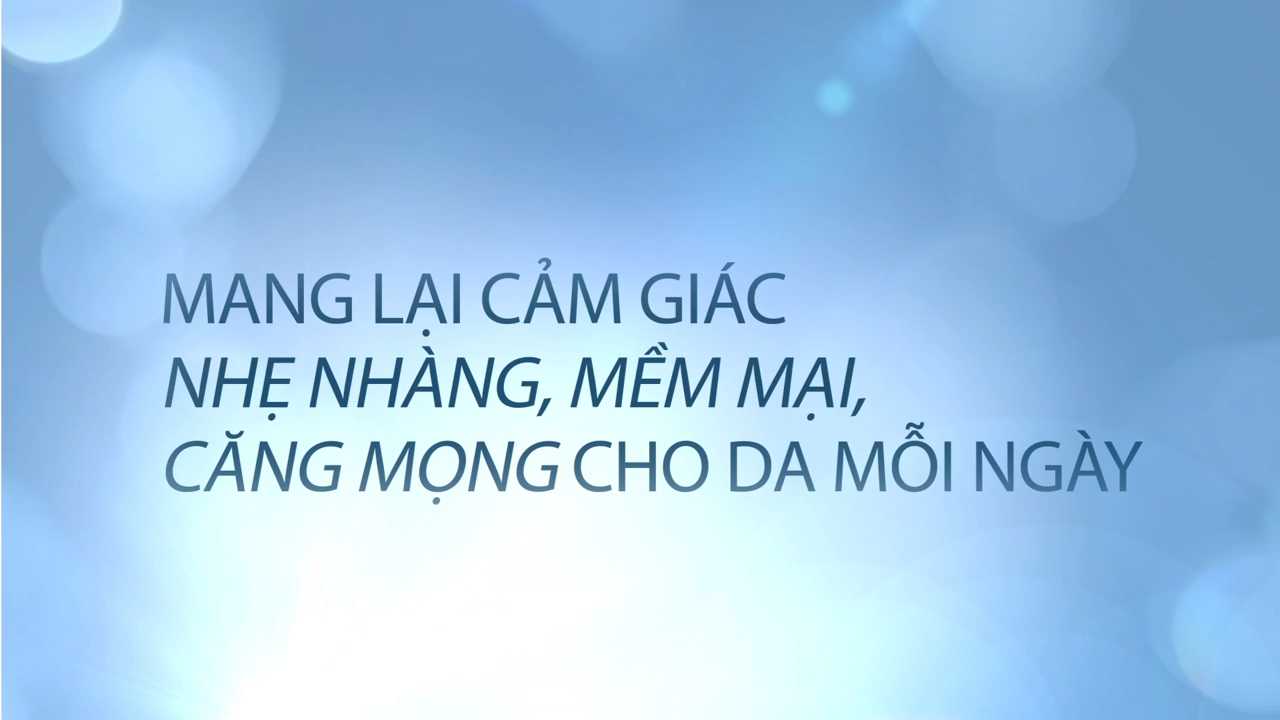 MANG LẠI CẢM GIÁC
NHẸ NHÀNG, MỀM MẠI,
CĂNG MỌNG CHO DA MỖI NGÀY